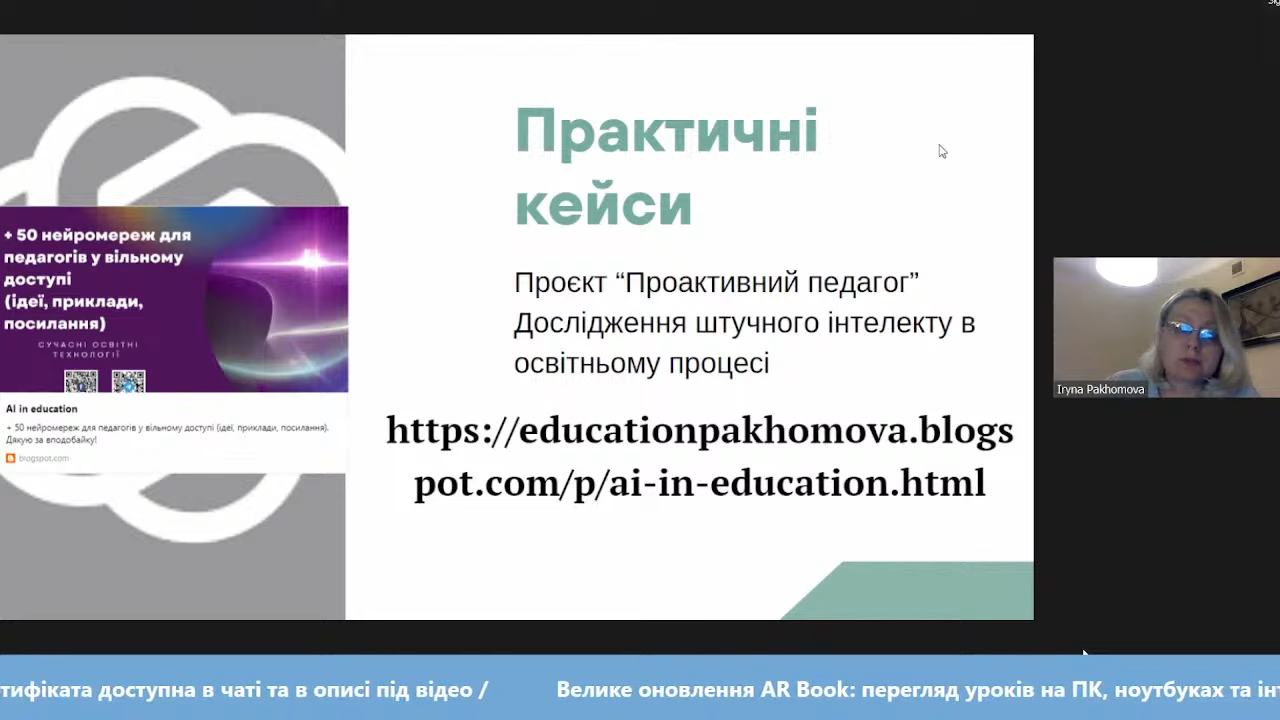 Практичні
кейси
Проєкт “Проактивний педагог”
Дослідження штучного інтелекту в
освітньому процесі
https://educationpakhomova.blogs
pot.com/p/ai-in-education.html
+ 50 нейромереж для
педагогів у вільному
доступі
(ідеї, приклади,
посилання)
СУЧАСНІ ОСВІТНІ
ТЕХНОЛОГІЇ
AI in education
+ 50 нейромереж для педагогів у вільному доступі (ідеї, приклади, посилання).
Дякую за вподобайку!
blogspot.com
Iryna Pakhomova
тифіката доступна в чаті та в описі під відео / Велике оновлення AR Book: перегляд уроків на ПК, ноутбуках та інт